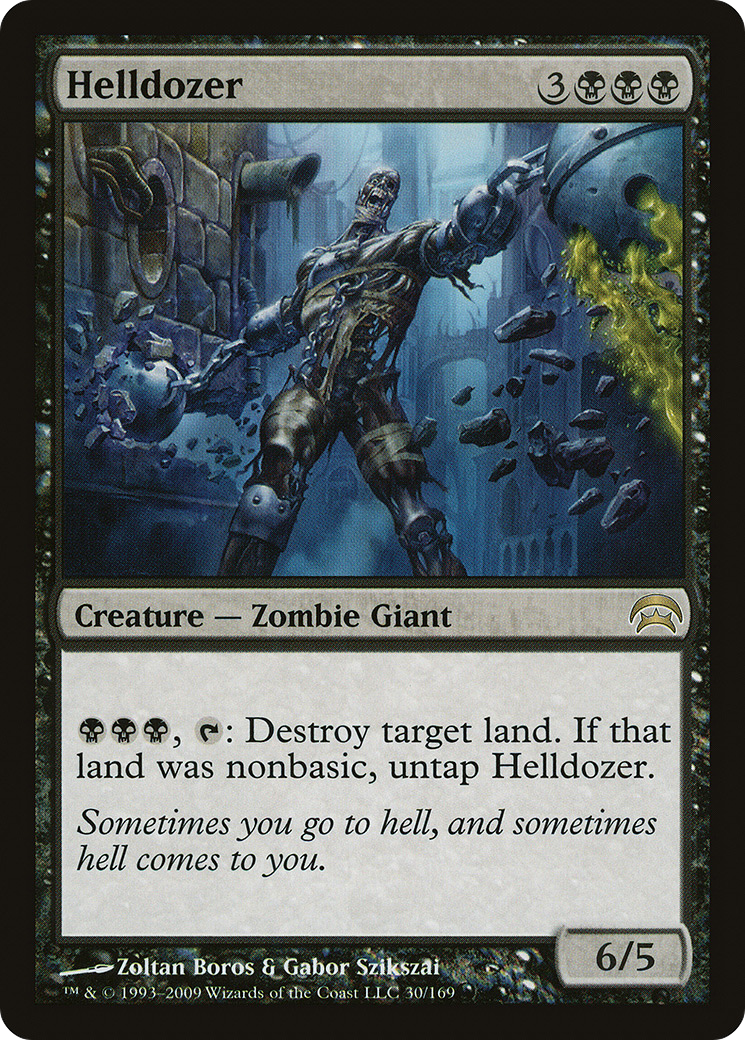 Helldozer 3
Creature — Zombie Giant
, : Destroy target land. If that
land was nonbasic, untap Helldozer.
Sometimes you go to hell, and sometimes
hell comes to you.
6/5
Zoltan Boros & Gabor Szikszai
™ & © 1993–2009 Wizards of the Coast LLC 30/169